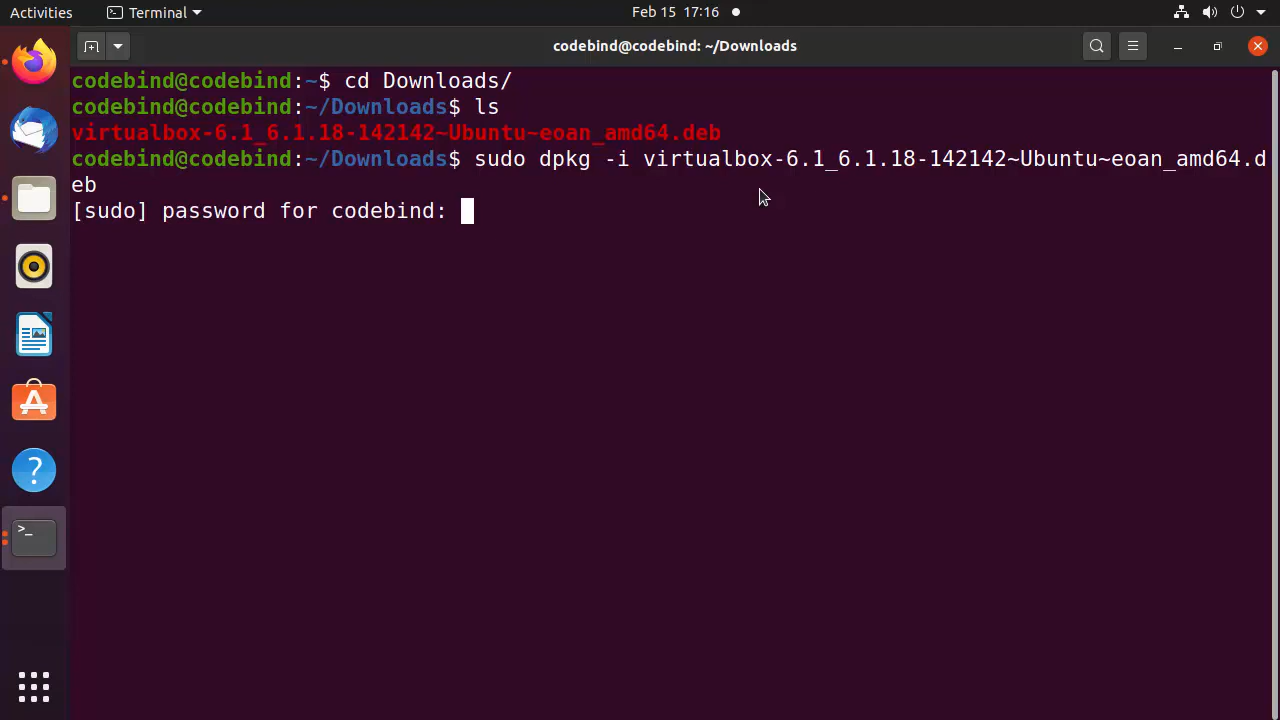 Activities Terminal Feb 15 17:16
codebind@codebind: ~/Downloads
codebind@codebind:~$ cd Downloads/
codebind@codebind:~/Downloads$ ls
virtualbox-6.1_6.1.18-142142~Ubuntu~eoan_amd64.deb
codebind@codebind:~/Downloads$ sudo dpkg -i virtualbox-6.1_6.1.18-142142~Ubuntu~eoan_amd64.d
eb
[sudo] password for codebind: